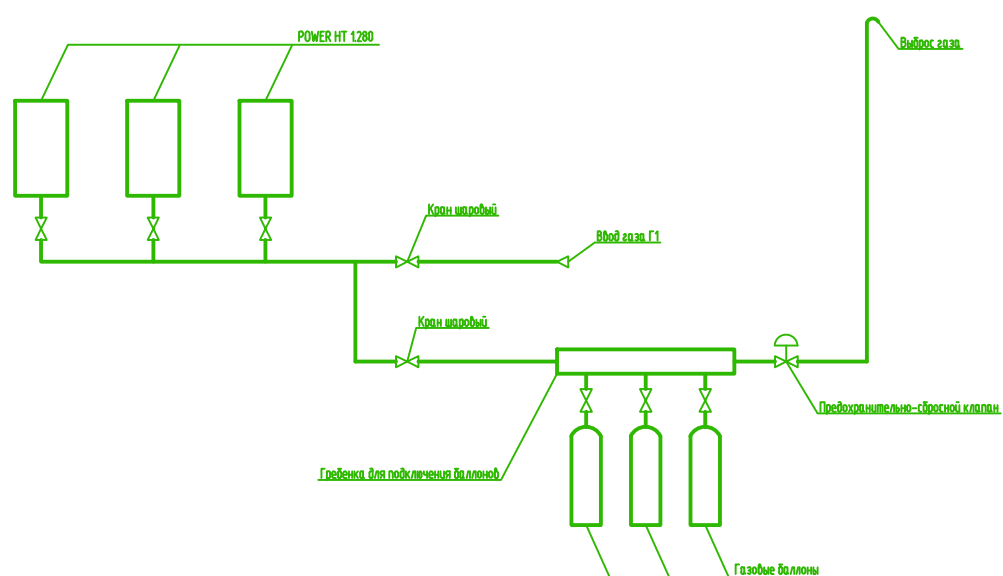 POWER HT 1.280
Выброс газа
Кран шаровый
Ввод газа Г1
Кран шаровый
Предохранительно-сбросной клапан
Гребенка для подключения баллонов
Газовые баллоны